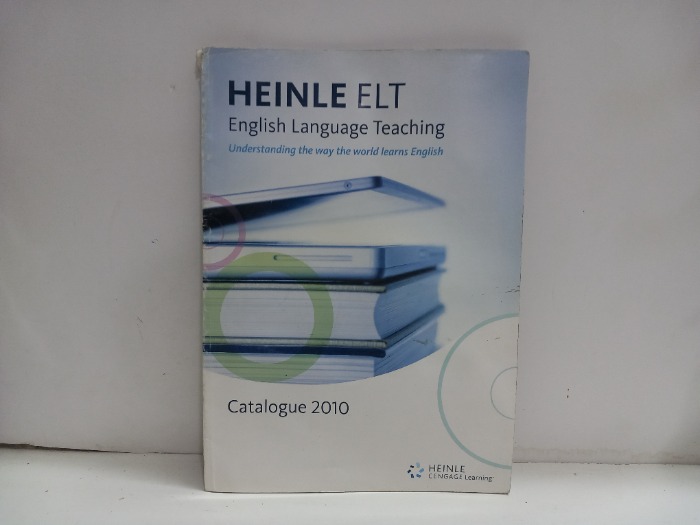 HEINLE ELT
English Language Teaching
Understanding the way the world learns English
Catalogue 2010
HEINLE
CENGAGE Learning